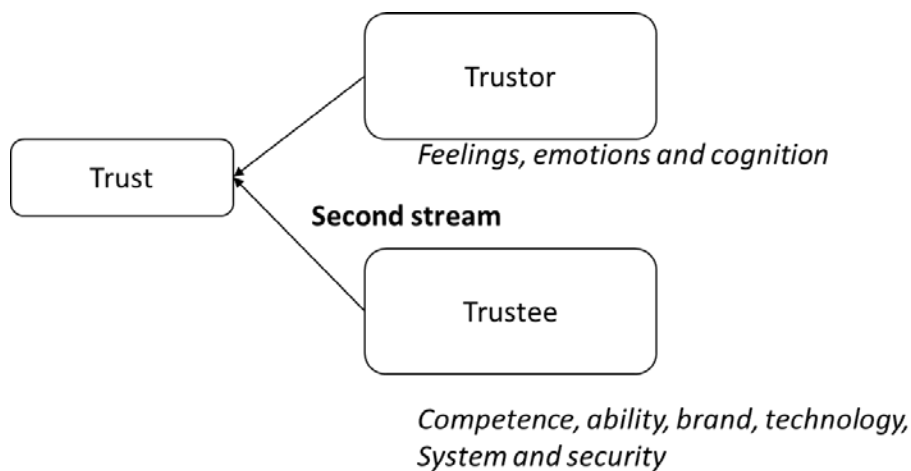 Trustor
Feelings, emotions and cognition
Trust
Second stream
Trustee
Competence, ability, brand, technology,
System and security